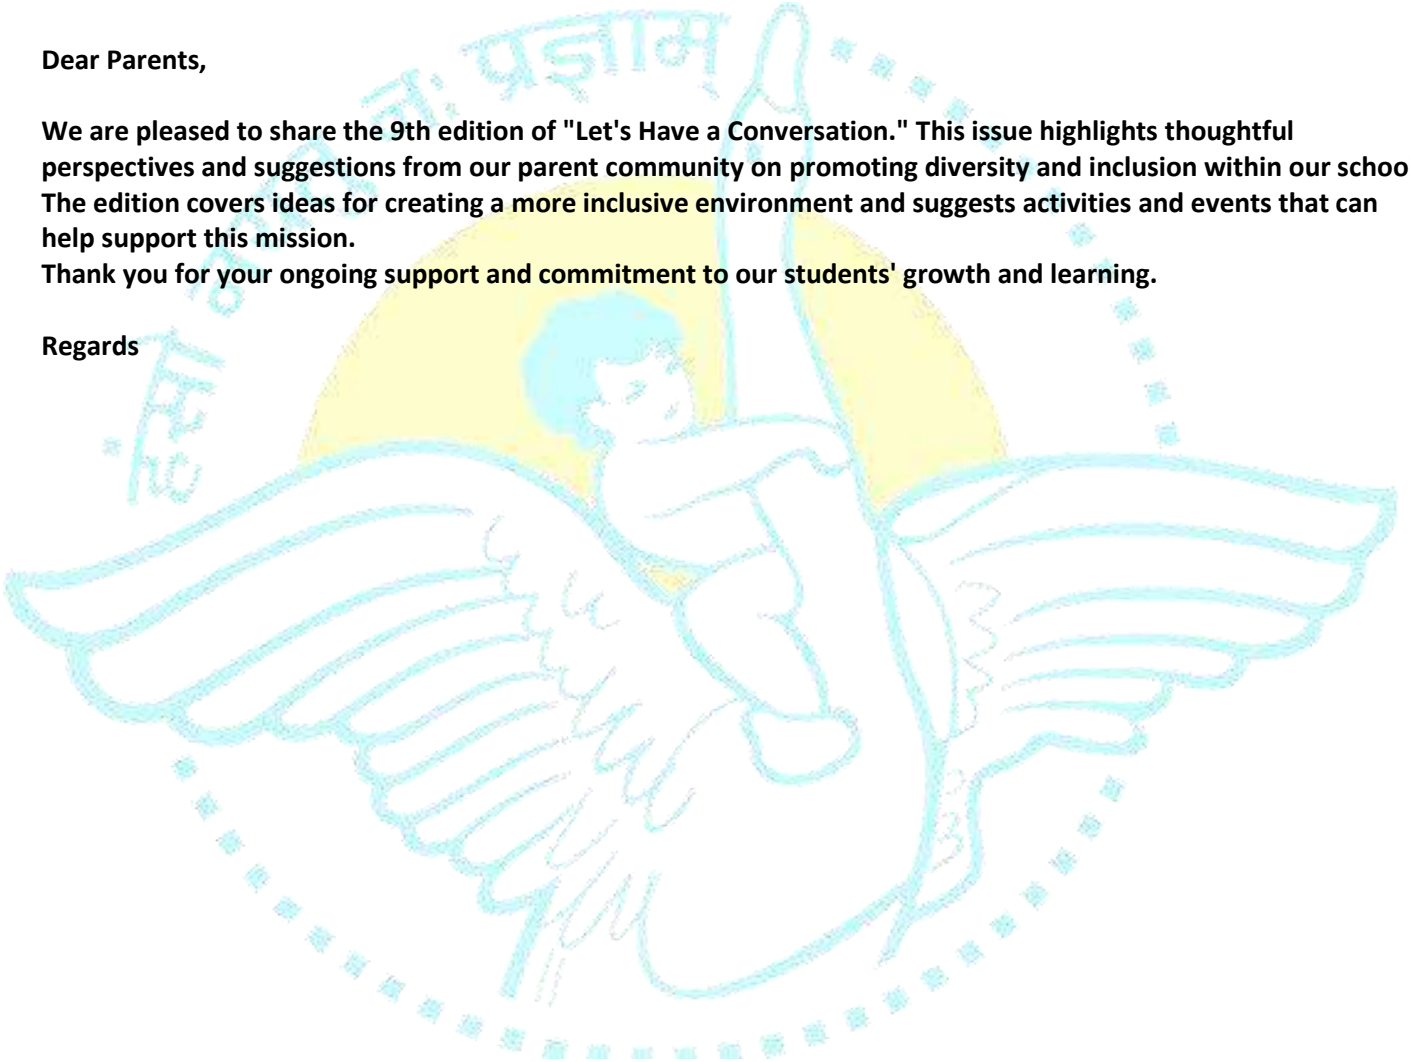 इमां वयमु नः प्रज्ञाम्
Dear Parents,
We are pleased to share the 9th edition of "Let's Have a Conversation." This issue highlights thoughtful
perspectives and suggestions from our parent community on promoting diversity and inclusion within our schoo
The edition covers ideas for creating a more inclusive environment and suggests activities and events that can
help support this mission.
Thank you for your ongoing support and commitment to our students' growth and learning.
Regards